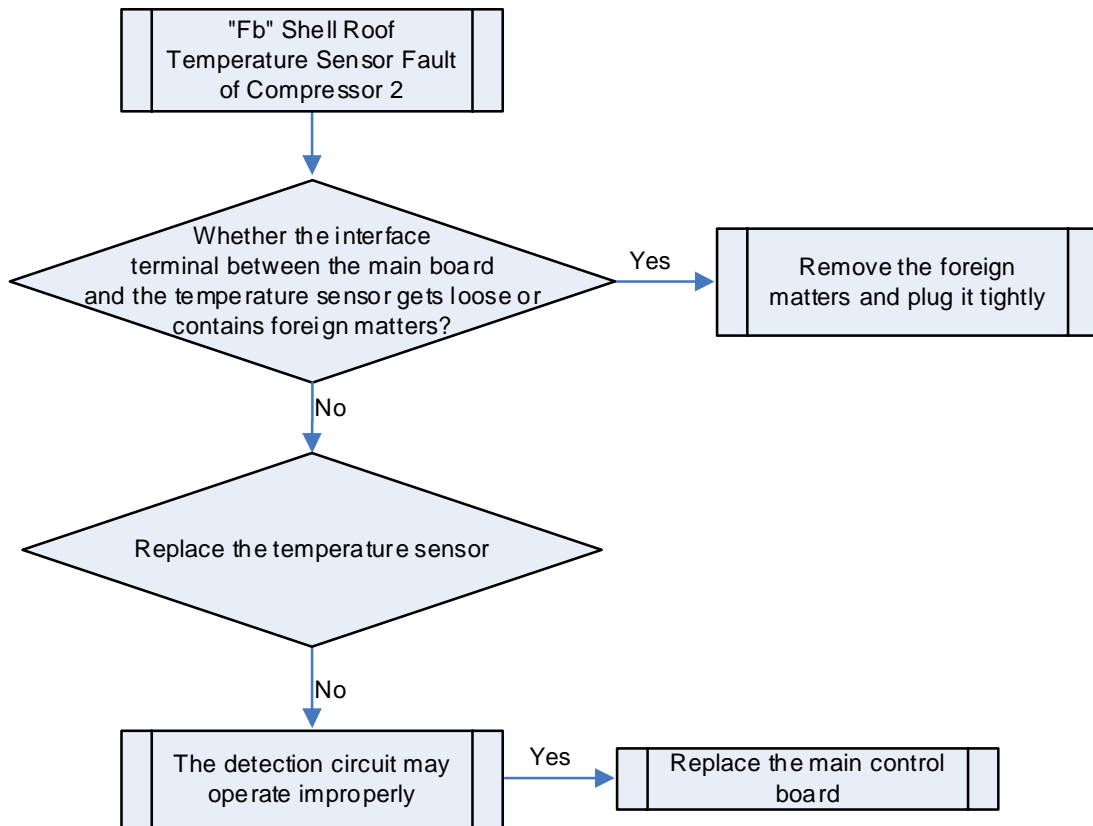 "Fb" Shell Roof
Temperature Sensor Fault
of Compressor 2
Whether the interface
terminal between the main board
and the temperature sensor gets loose or
contains foreign matters?
Yes
Remove the foreign
matters and plug it tightly
No
Replace the temperature sensor
No
The detection circuit may
operate improperly
Yes
Replace the main control
board